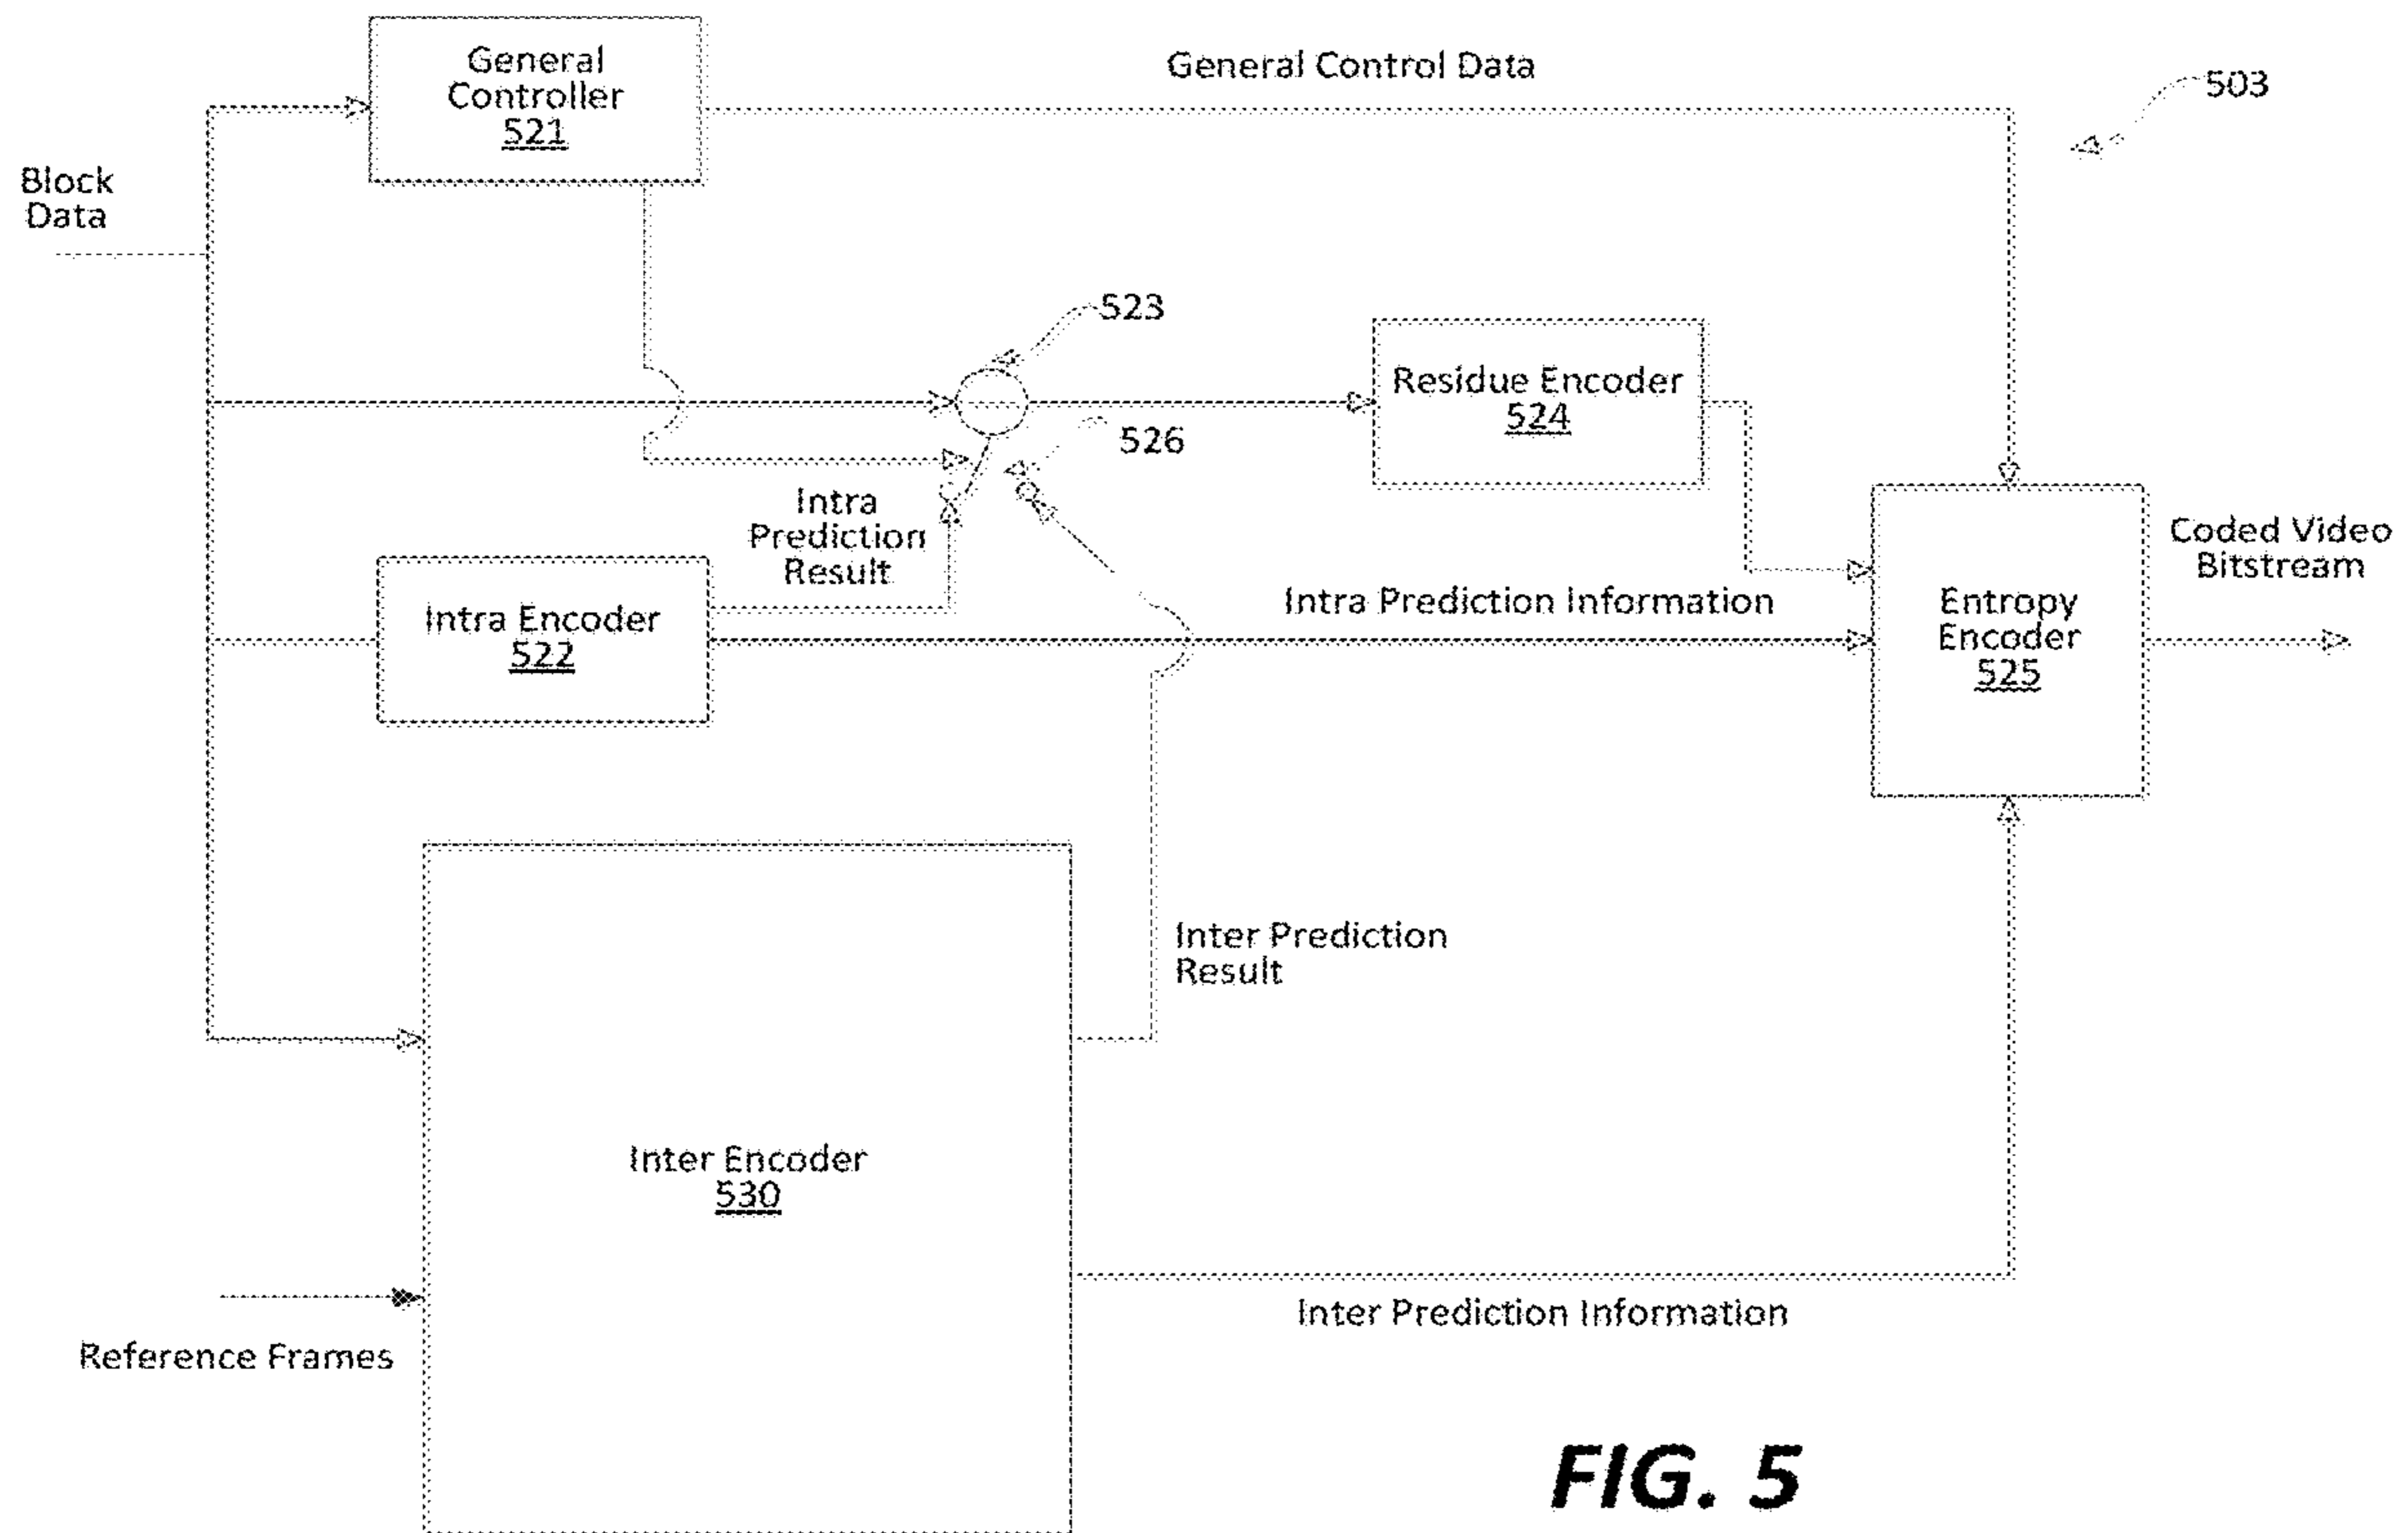 General
Controller
521
General Control Data
503
Block
Data
523
Residue Encoder
524
526
Intra
Prediction
Result
Intra Encoder
522
Intra Prediction Information
Entropy
Encoder
525
Coded Video
Bitstream
Inter Prediction
Result
Inter Encoder
530
Inter Prediction Information
Reference Frames
FIG. 5